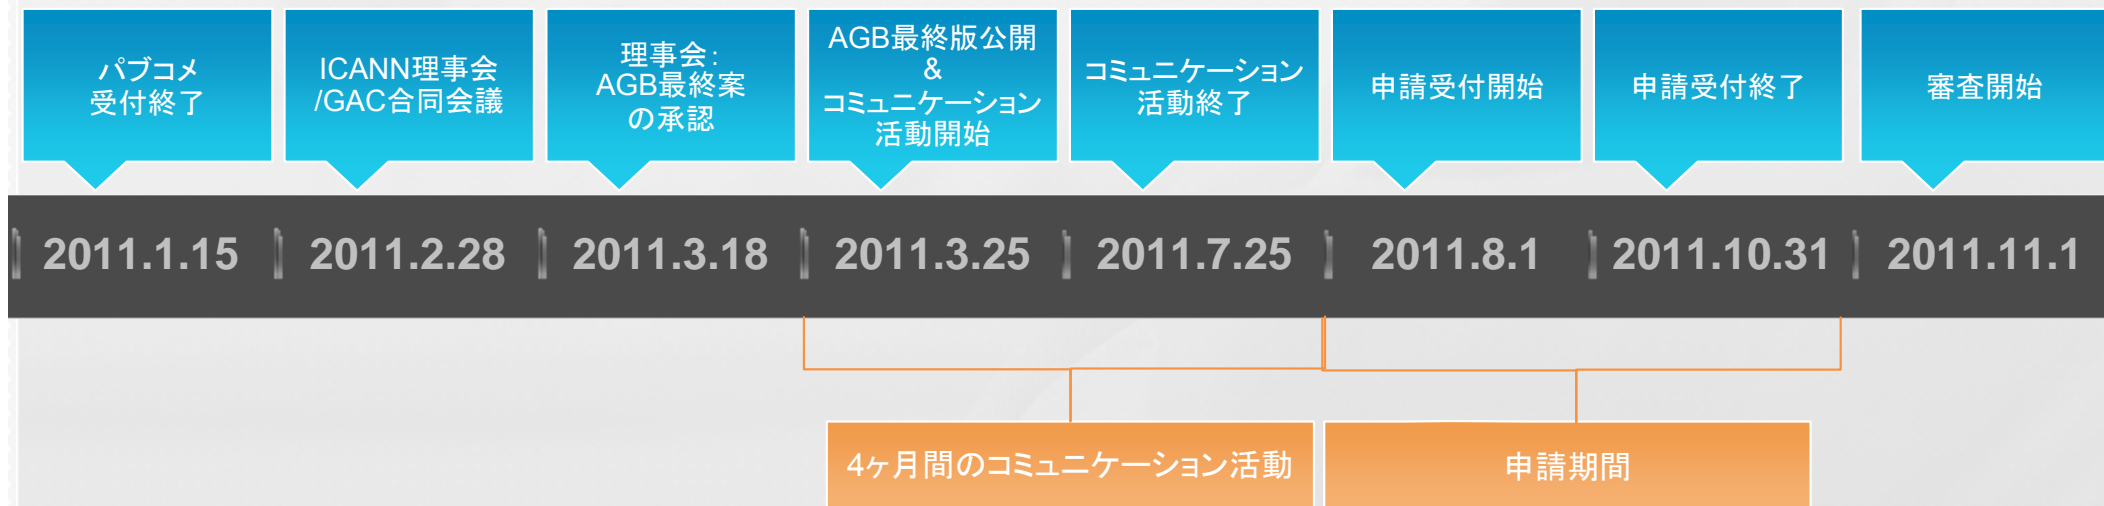 パブコメ
受付終了
ICANN理事会
/GAC合同会議
理事会:
AGB最終案
の承認
AGB最終版公開
&
コミュニケーション
活動開始
コミュニケーション
活動終了
申請受付開始
申請受付終了
審査開始
2011.1.15
2011.2.28
2011.3.18
2011.3.25
2011.7.25
2011.8.1
2011.10.31
2011.11.1
4ヶ月間のコミュニケーション活動
申請期間